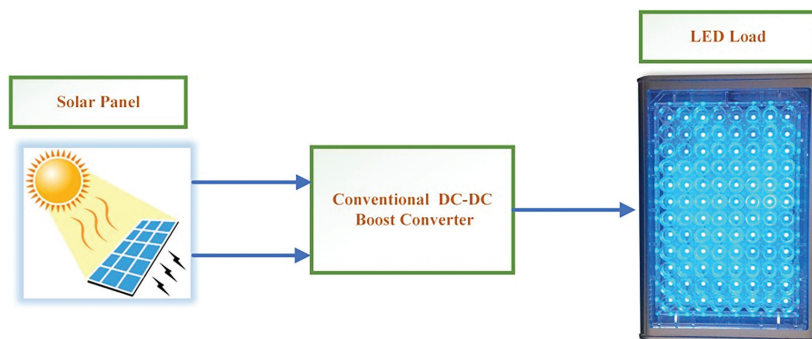 LED Load
Solar Panel
Conventional DC-DC
Boost Converter